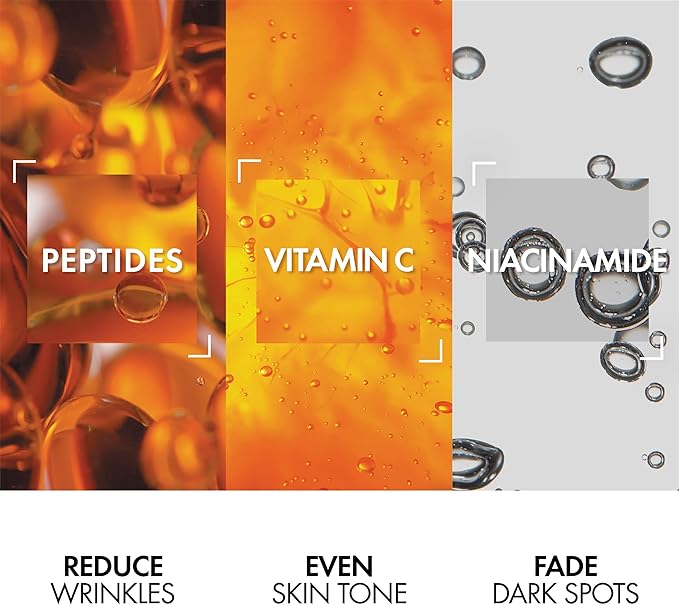 PEPTIDES
VITAMIN C
NIACINAMIDE
REDUCE
WRINKLES
EVEN
SKIN TONE
FADE
DARK SPOTS